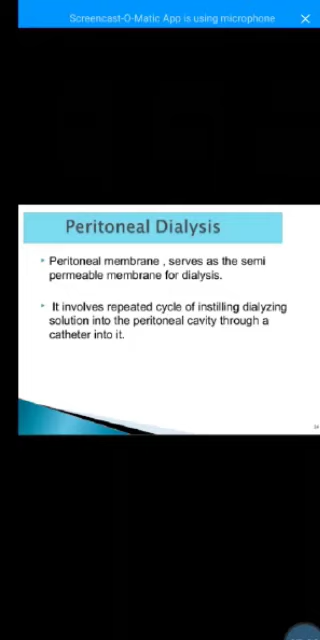 Screencast-O-Matic App is using microphone
Peritoneal Dialysis
Peritoneal membrane , serves as the semi
permeable membrane for dialysis.
It involves repeated cycle of instilling dialyzing
solution into the peritoneal cavity through a
catheter into it.